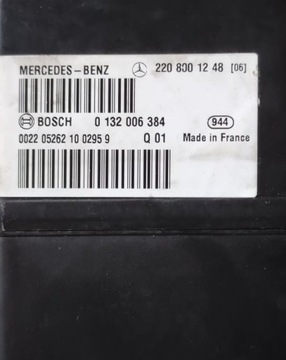 MERCEDES-BENZ 220 800 12 48 [06]
BOSCH 0 132 006 384 944
0022 05262 10 0295 9 Q 01 Made in France